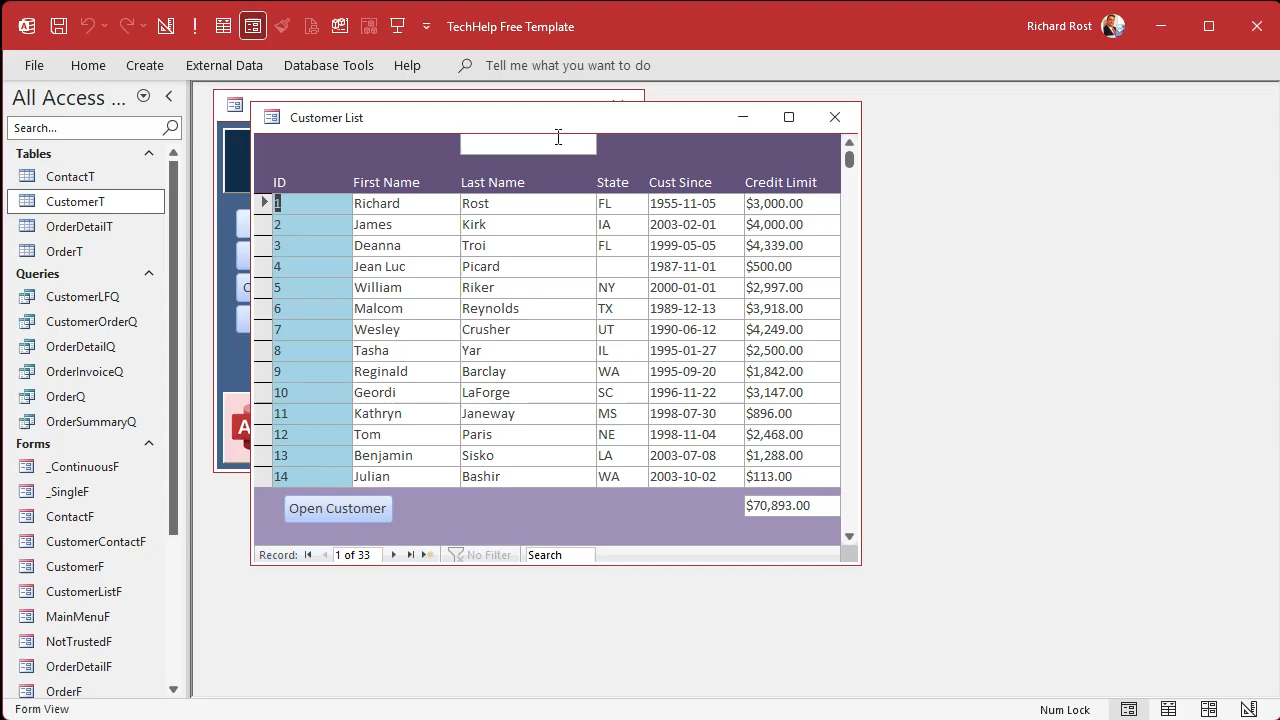 TechHelp Free Template
Richard Rost
File Home Create External Data Database Tools Help Tell me what you want to do
All Access ...
Search...
Tables
ContactT
CustomerT
OrderDetailT
OrderT
Queries
CustomerLFQ
CustomerOrderQ
OrderDetailQ
OrderInvoiceQ
OrderQ
OrderSummaryQ
Forms
_ContinuousF
_SingleF
ContactF
CustomerContactF
CustomerF
CustomerListF
MainMenuF
NotTrustedF
OrderDetailF
OrderF
Customer List
ID First Name Last Name State Cust Since Credit Limit
1 Richard Rost FL 1955-11-05 $3,000.00
2 James Kirk IA 2003-02-01 $4,000.00
3 Deanna Troi FL 1999-05-05 $4,339.00
4 Jean Luc Picard 1987-11-01 $500.00
5 William Riker NY 2000-01-01 $2,997.00
6 Malcom Reynolds TX 1989-12-13 $3,918.00
7 Wesley Crusher UT 1990-06-12 $4,249.00
8 Tasha Yar IL 1995-01-27 $2,500.00
9 Reginald Barclay WA 1995-09-20 $1,842.00
10 Geordi LaForge SC 1996-11-22 $3,147.00
11 Kathryn Janeway MS 1998-07-30 $896.00
12 Tom Paris NE 1998-11-04 $2,468.00
13 Benjamin Sisko LA 2003-07-08 $1,288.00
14 Julian Bashir WA 2003-10-02 $113.00
Open Customer $70,893.00
Record: 1 of 33 No Filter Search
C
A
Form View Num Lock